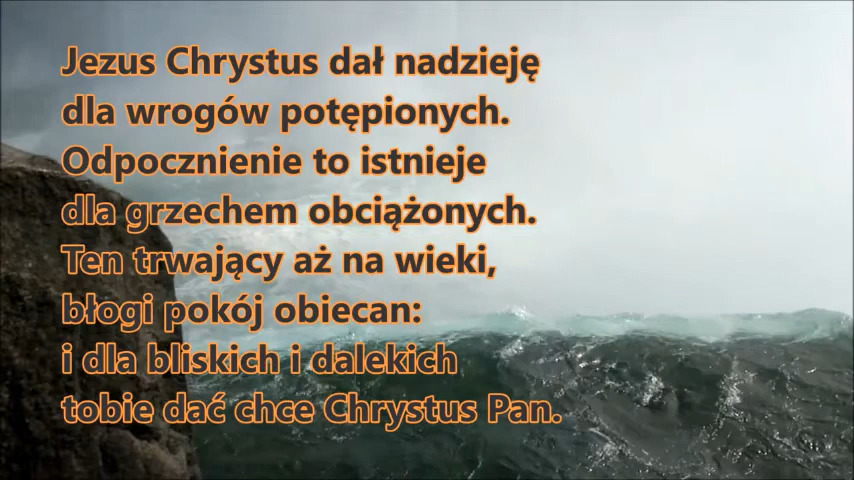 Jezus Chrystus dał nadzieję
dla wrogów potępionych.
Odpocznienie to istnieje
dla grzechem obciążonych.
Ten trwający aż na wieki,
błogi pokój obiecan:
i dla bliskich i dalekich
tobie dać chce Chrystus Pan.